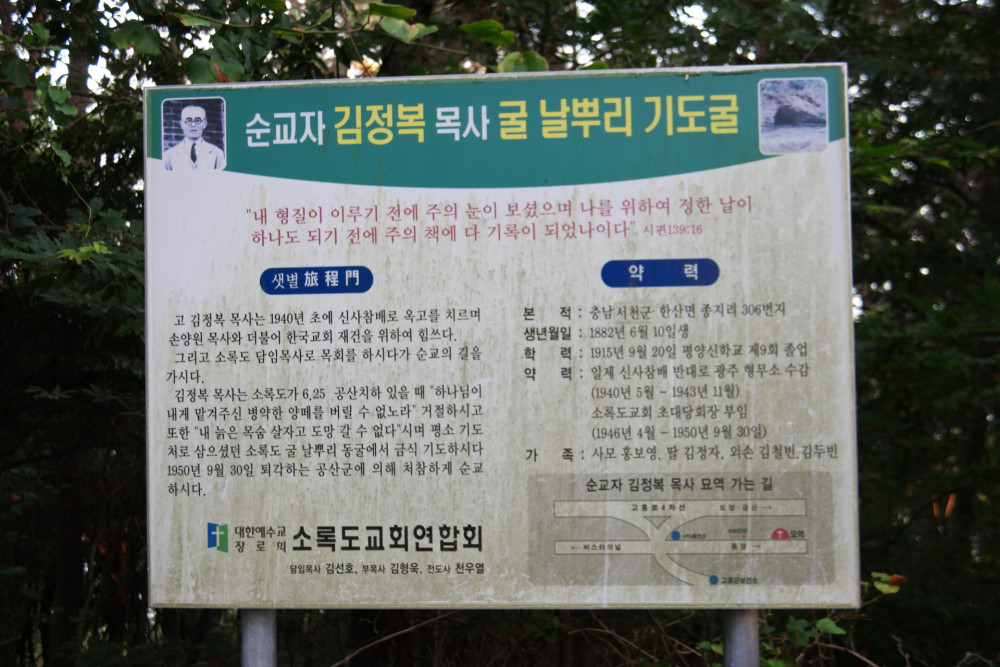 순교자 김정복 목사 굴 날뿌리 기도굴
"내 형질이 이루기 전에 주의 눈이 보셨으며 나를 위하여 정한 날이
하나도 되기 전에 주의 책에 다 기록이 되었나이다" 시편139:16
샛별 旅程門
고 김정복 목사는 1940년 초에 신사참배로 옥고를 치르며
손양원 목사와 더불어 한국교회 재건을 위하여 힘쓰다.
그리고 소록도 담임목사로 목회를 하시다가 순교의 길을
가시다.
김정복 목사는 소록도가 6.25 공산치하 있을 때 "하나님이
내게 맡겨주신 병약한 양떼를 버릴 수 없노라" 거절하시고
또한 "내 늙은 목숨 살자고 도망 갈 수 없다"시며 평소 기도
처로 삼으셨던 소록도 굴 날뿌리 동굴에서 금식 기도하시다
1950년 9월 30일 퇴각하는 공산군에 의해 처참하게 순교
하시다.
대한예수교
장로회
소록도교회연합회
담임목사 김선호, 부목사 김형욱, 전도사 천우열
약 력
본 적 : 충남 서천군 한산면 종지리 306번지
생년월일 : 1882년 6월 10일생
학 력 : 1915년 9월 20일 평양신학교 제9회 졸업
약 력 : 일제 신사참배 반대로 광주 형무소 수감
(1940년 5월 - 1943년 11월)
소록도교회 초대당회장 부임
(1946년 4월 - 1950년 9월 30일)
가 족 : 사모 홍보영, 딸 김정자, 외손 김철빈,김두빈
순교자 김정복 목사 묘역 가는 길
고흥로4차선
도양·금산 →
묘역
← 버스터미널
고흥군보건소